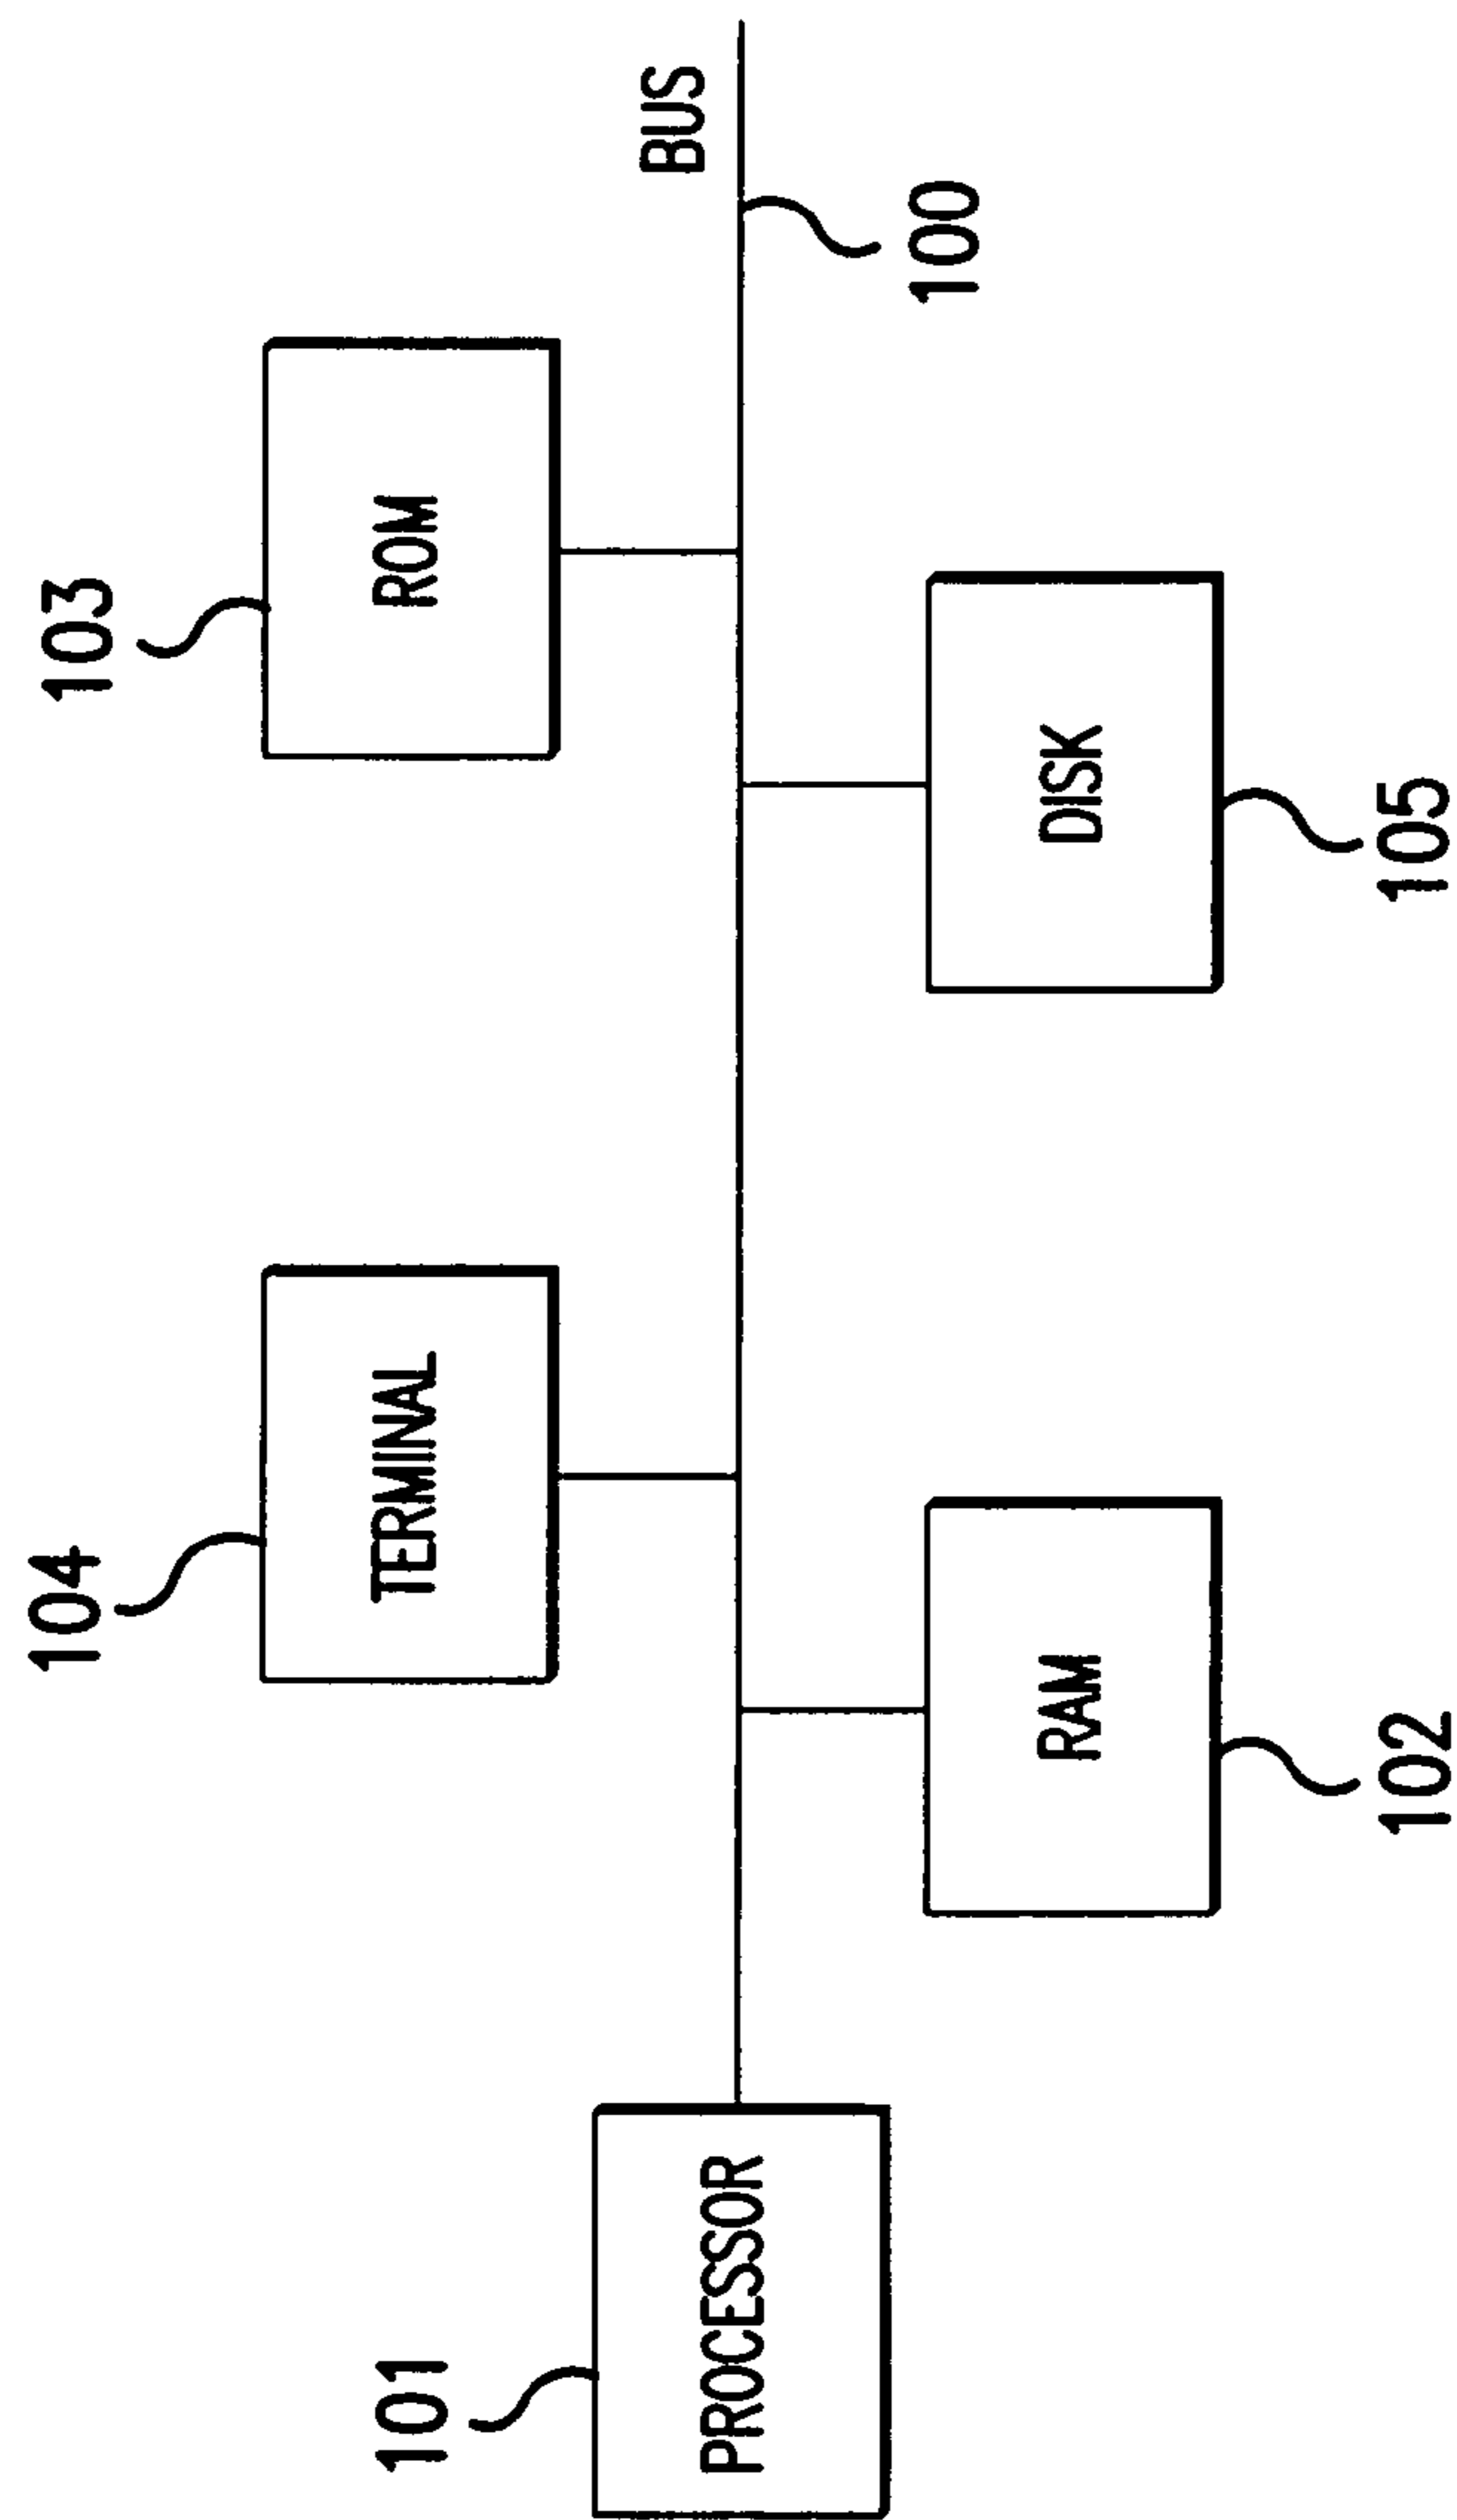 104
103
TERMINAL
ROM
101
BUS
PROCESSOR
100
RAM
DISK
102
105